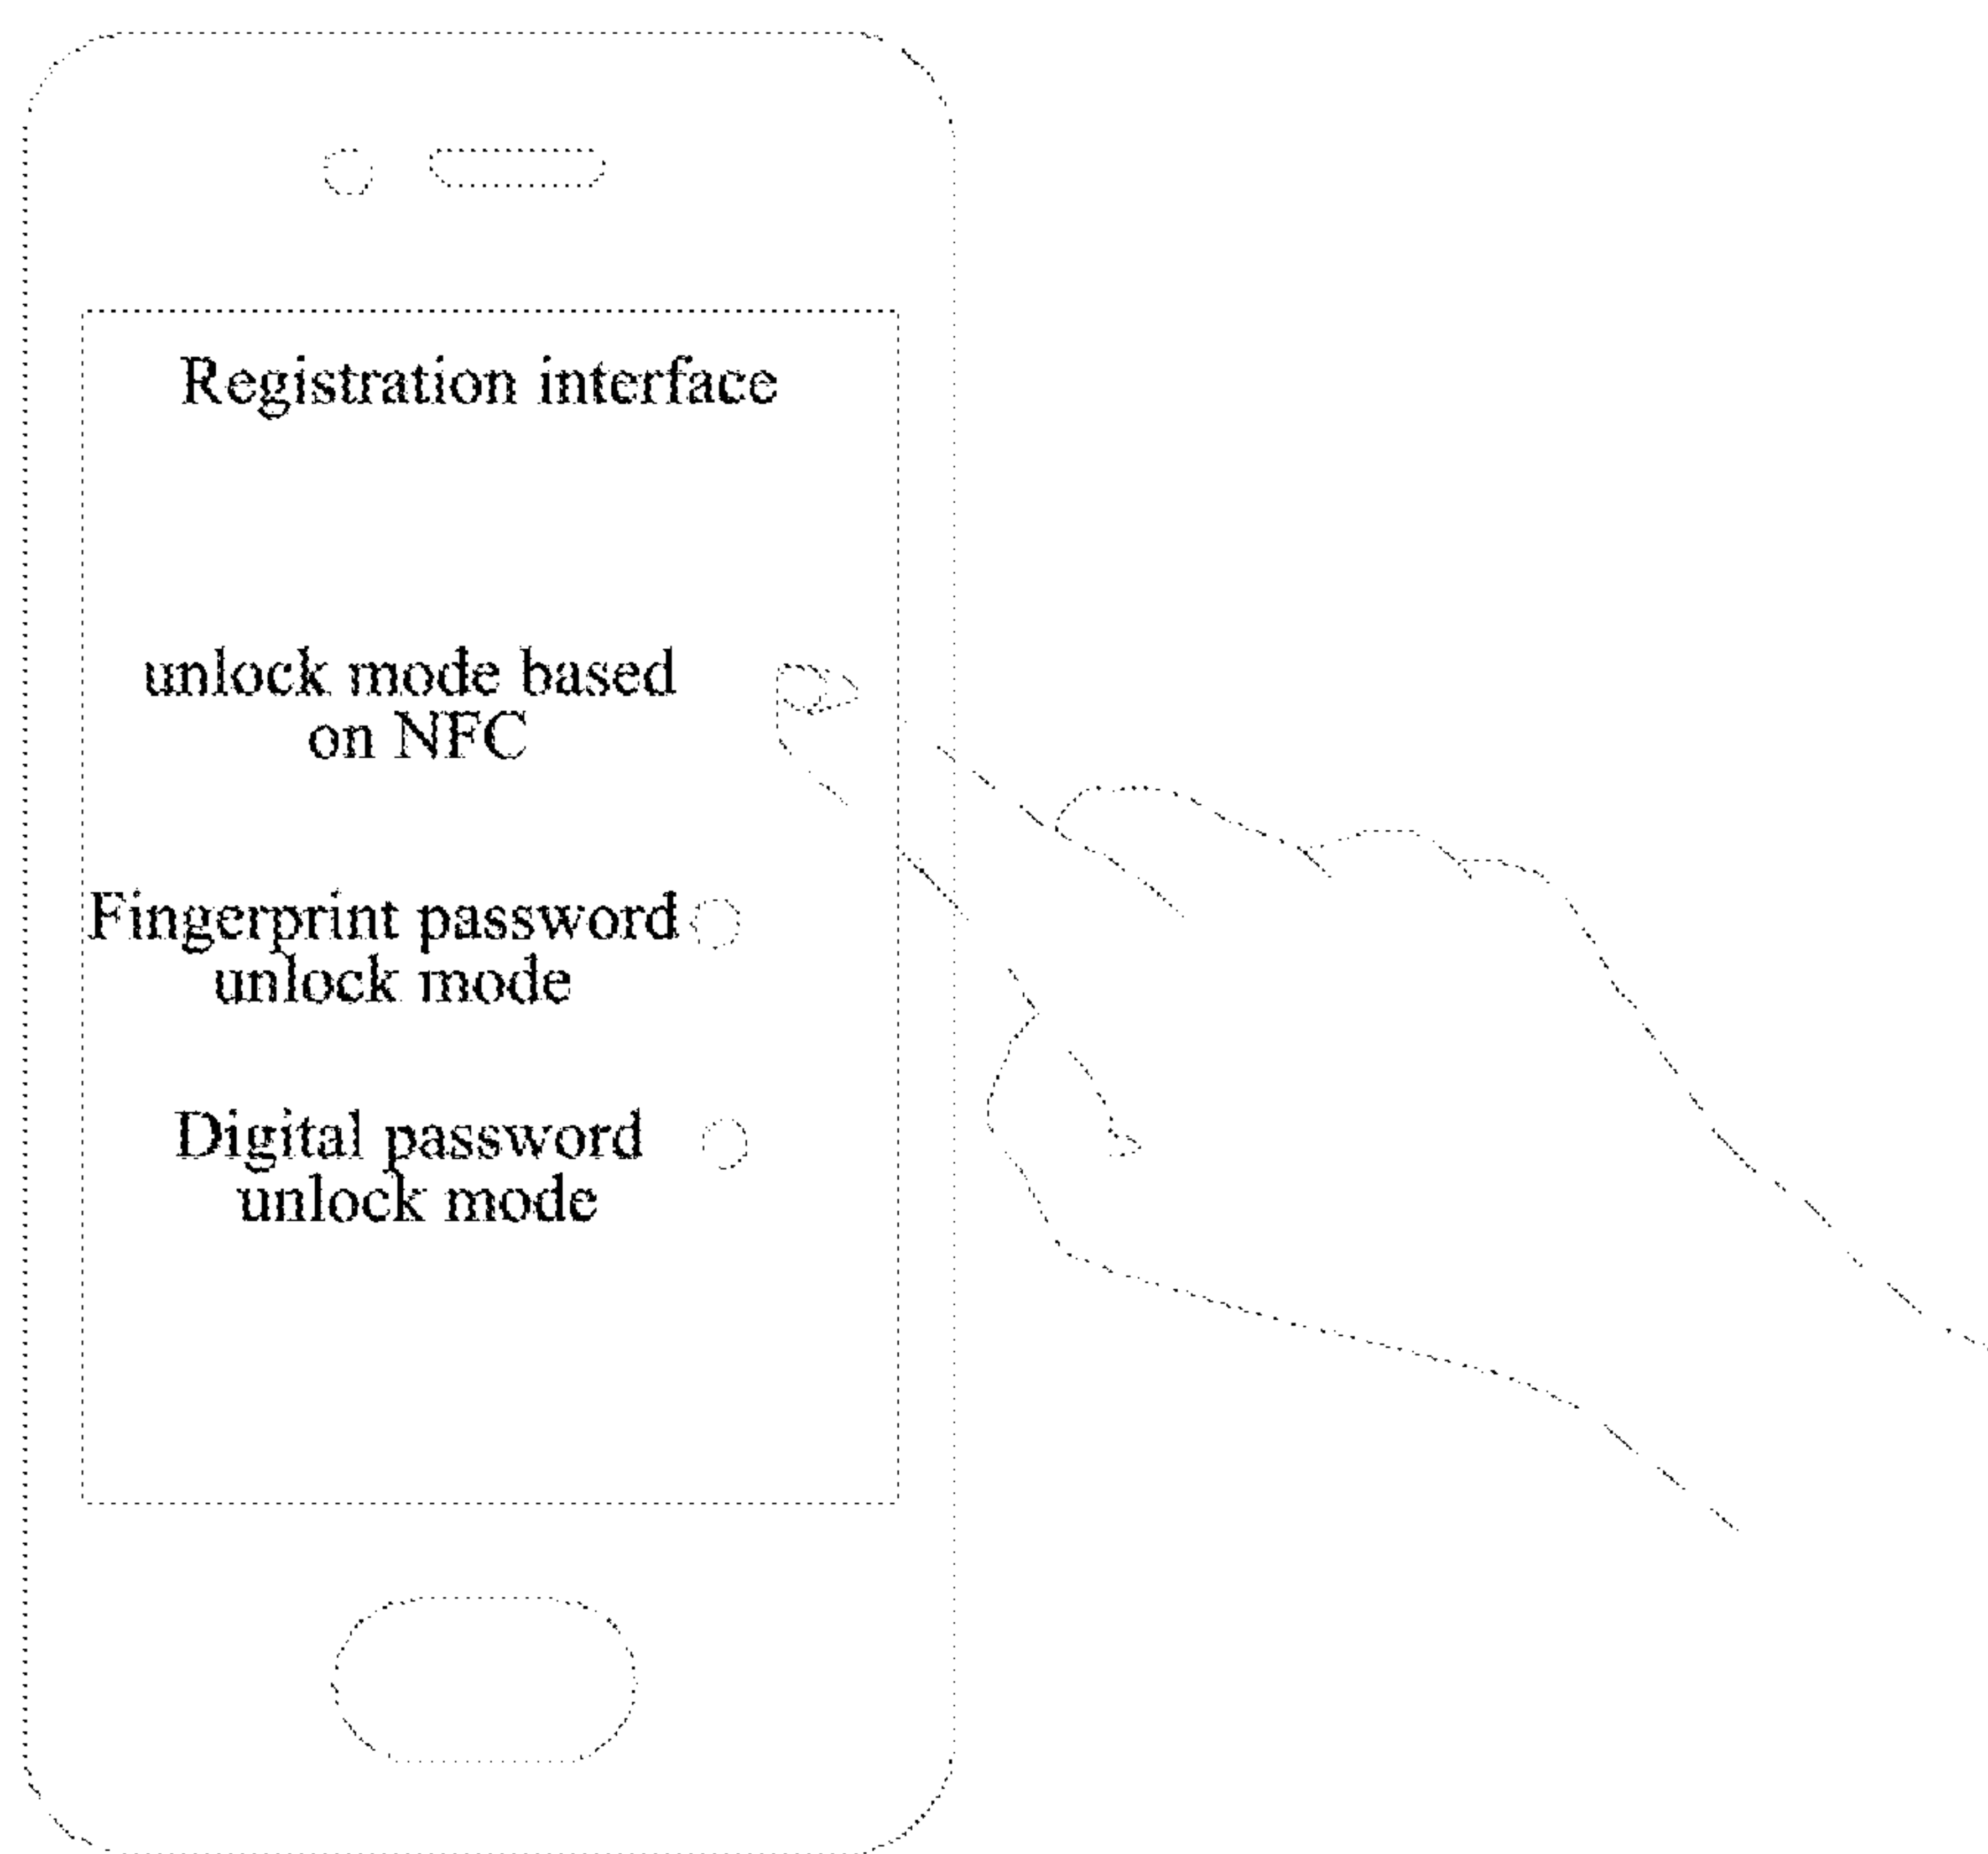 Registration interface
unlock mode based
on NFC
Fingerprint password
unlock mode
Digital password
unlock mode